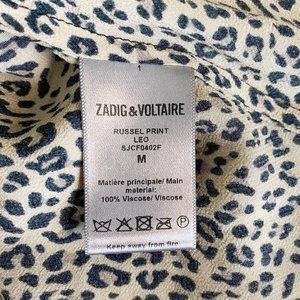 ZADIG & VOLTAIRE
RUSSEL PRINT
LEO
SJCF0402F
M
Matière principale/ Main
material:
100% Viscose/ Viscose
Keep away from fire